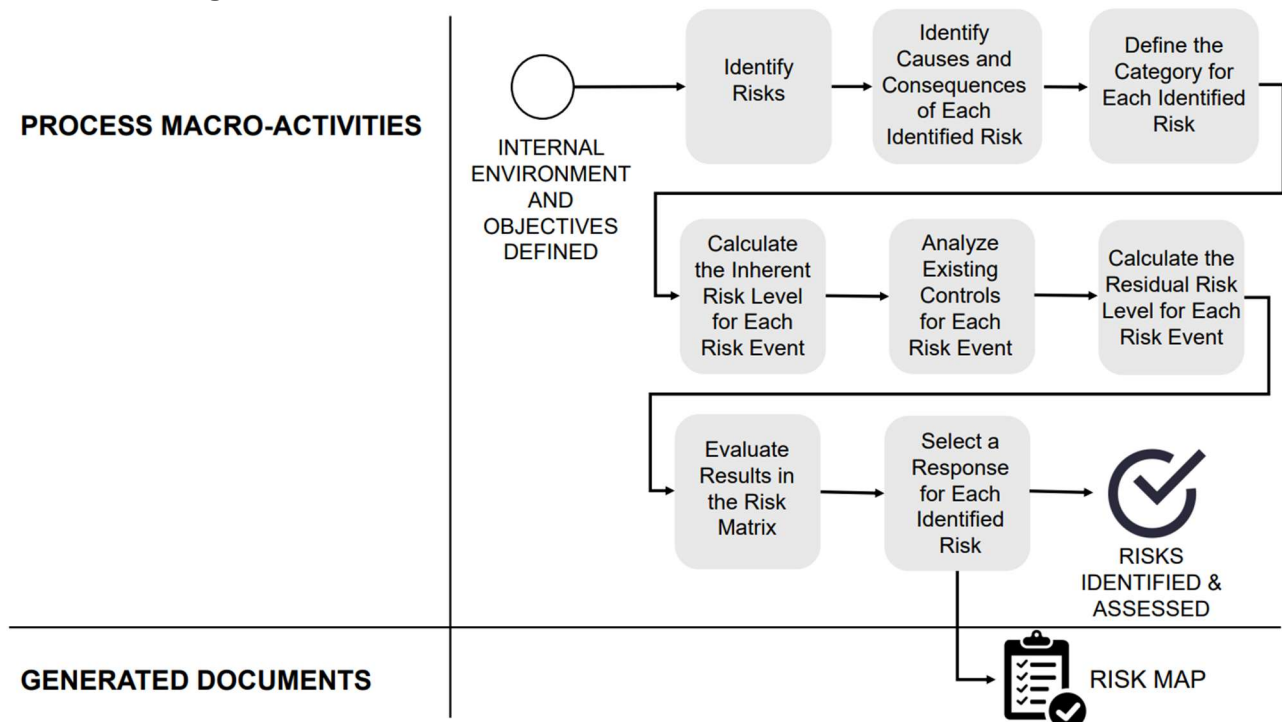 PROCESS MACRO-ACTIVITIES
INTERNAL
ENVIRONMENT
AND
OBJECTIVES
DEFINED
Identify
Risks
Identify
Causes and
Consequences
of Each
Identified Risk
Define the
Category for
Each Identified
Risk
Calculate
the Inherent
Risk Level
for Each
Risk Event
Analyze
Existing
Controls
for Each
Risk Event
Calculate the
Residual Risk
Level for Each
Risk Event
Evaluate
Results in
the Risk
Matrix
Select a
Response
for Each
Identified
Risk
RISKS
IDENTIFIED &
ASSESSED
GENERATED DOCUMENTS
RISK MAP